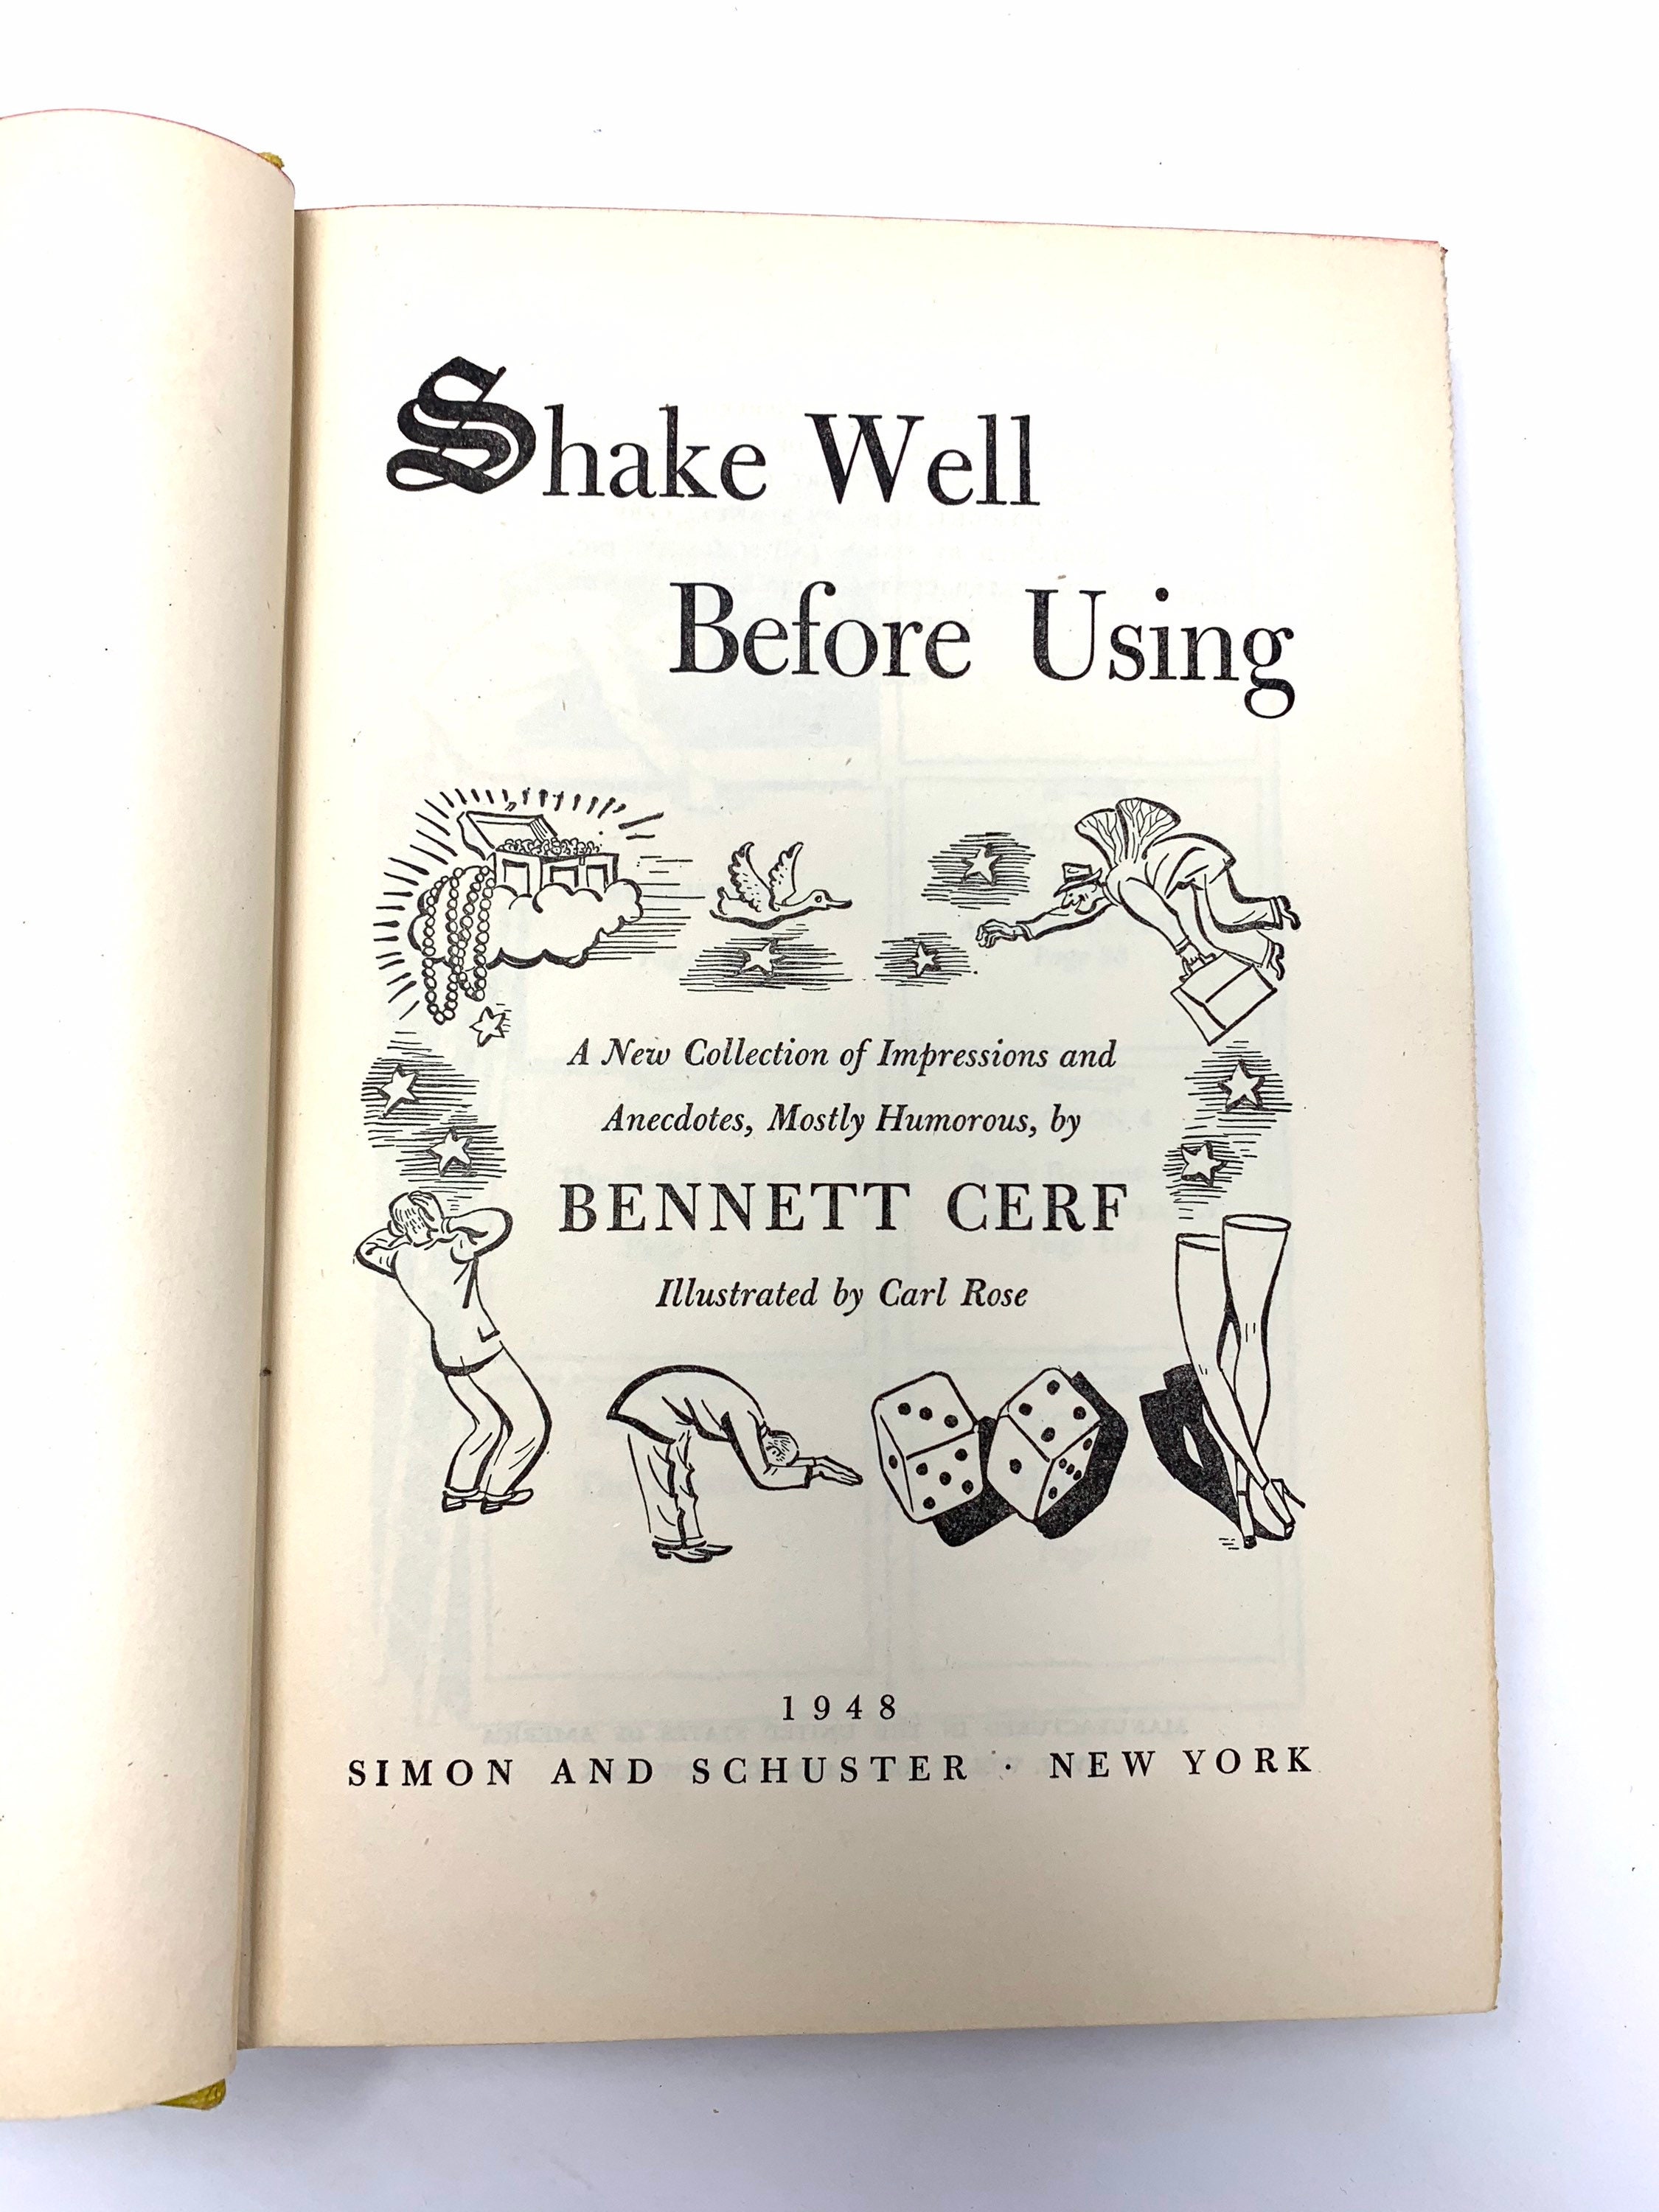 Shake Well
Before Using
A New Collection of Impressions and
Anecdotes, Mostly Humorous, by
BENNETT CERF
Illustrated by Carl Rose
1948
SIMON AND SCHUSTER · NEW YORK